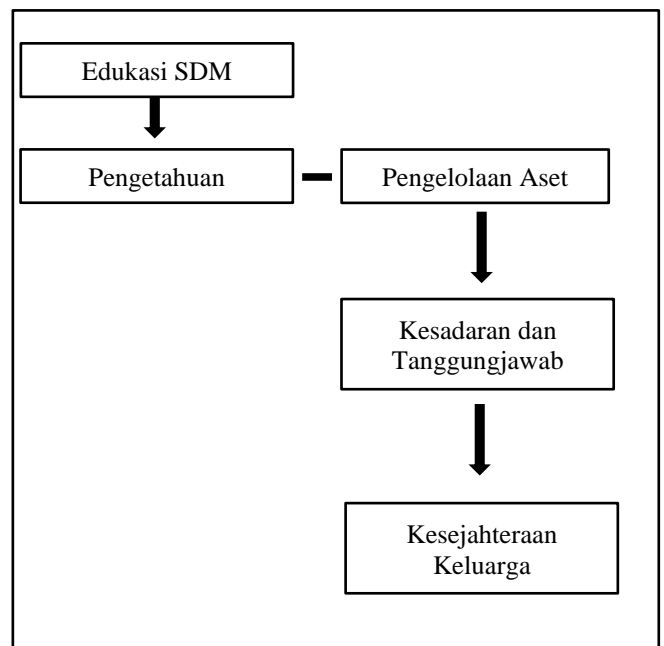 Edukasi SDM
Pengetahuan
Pengelolaan Aset
Kesadaran dan
Tanggungjawab
Kesejahteraan
Keluarga